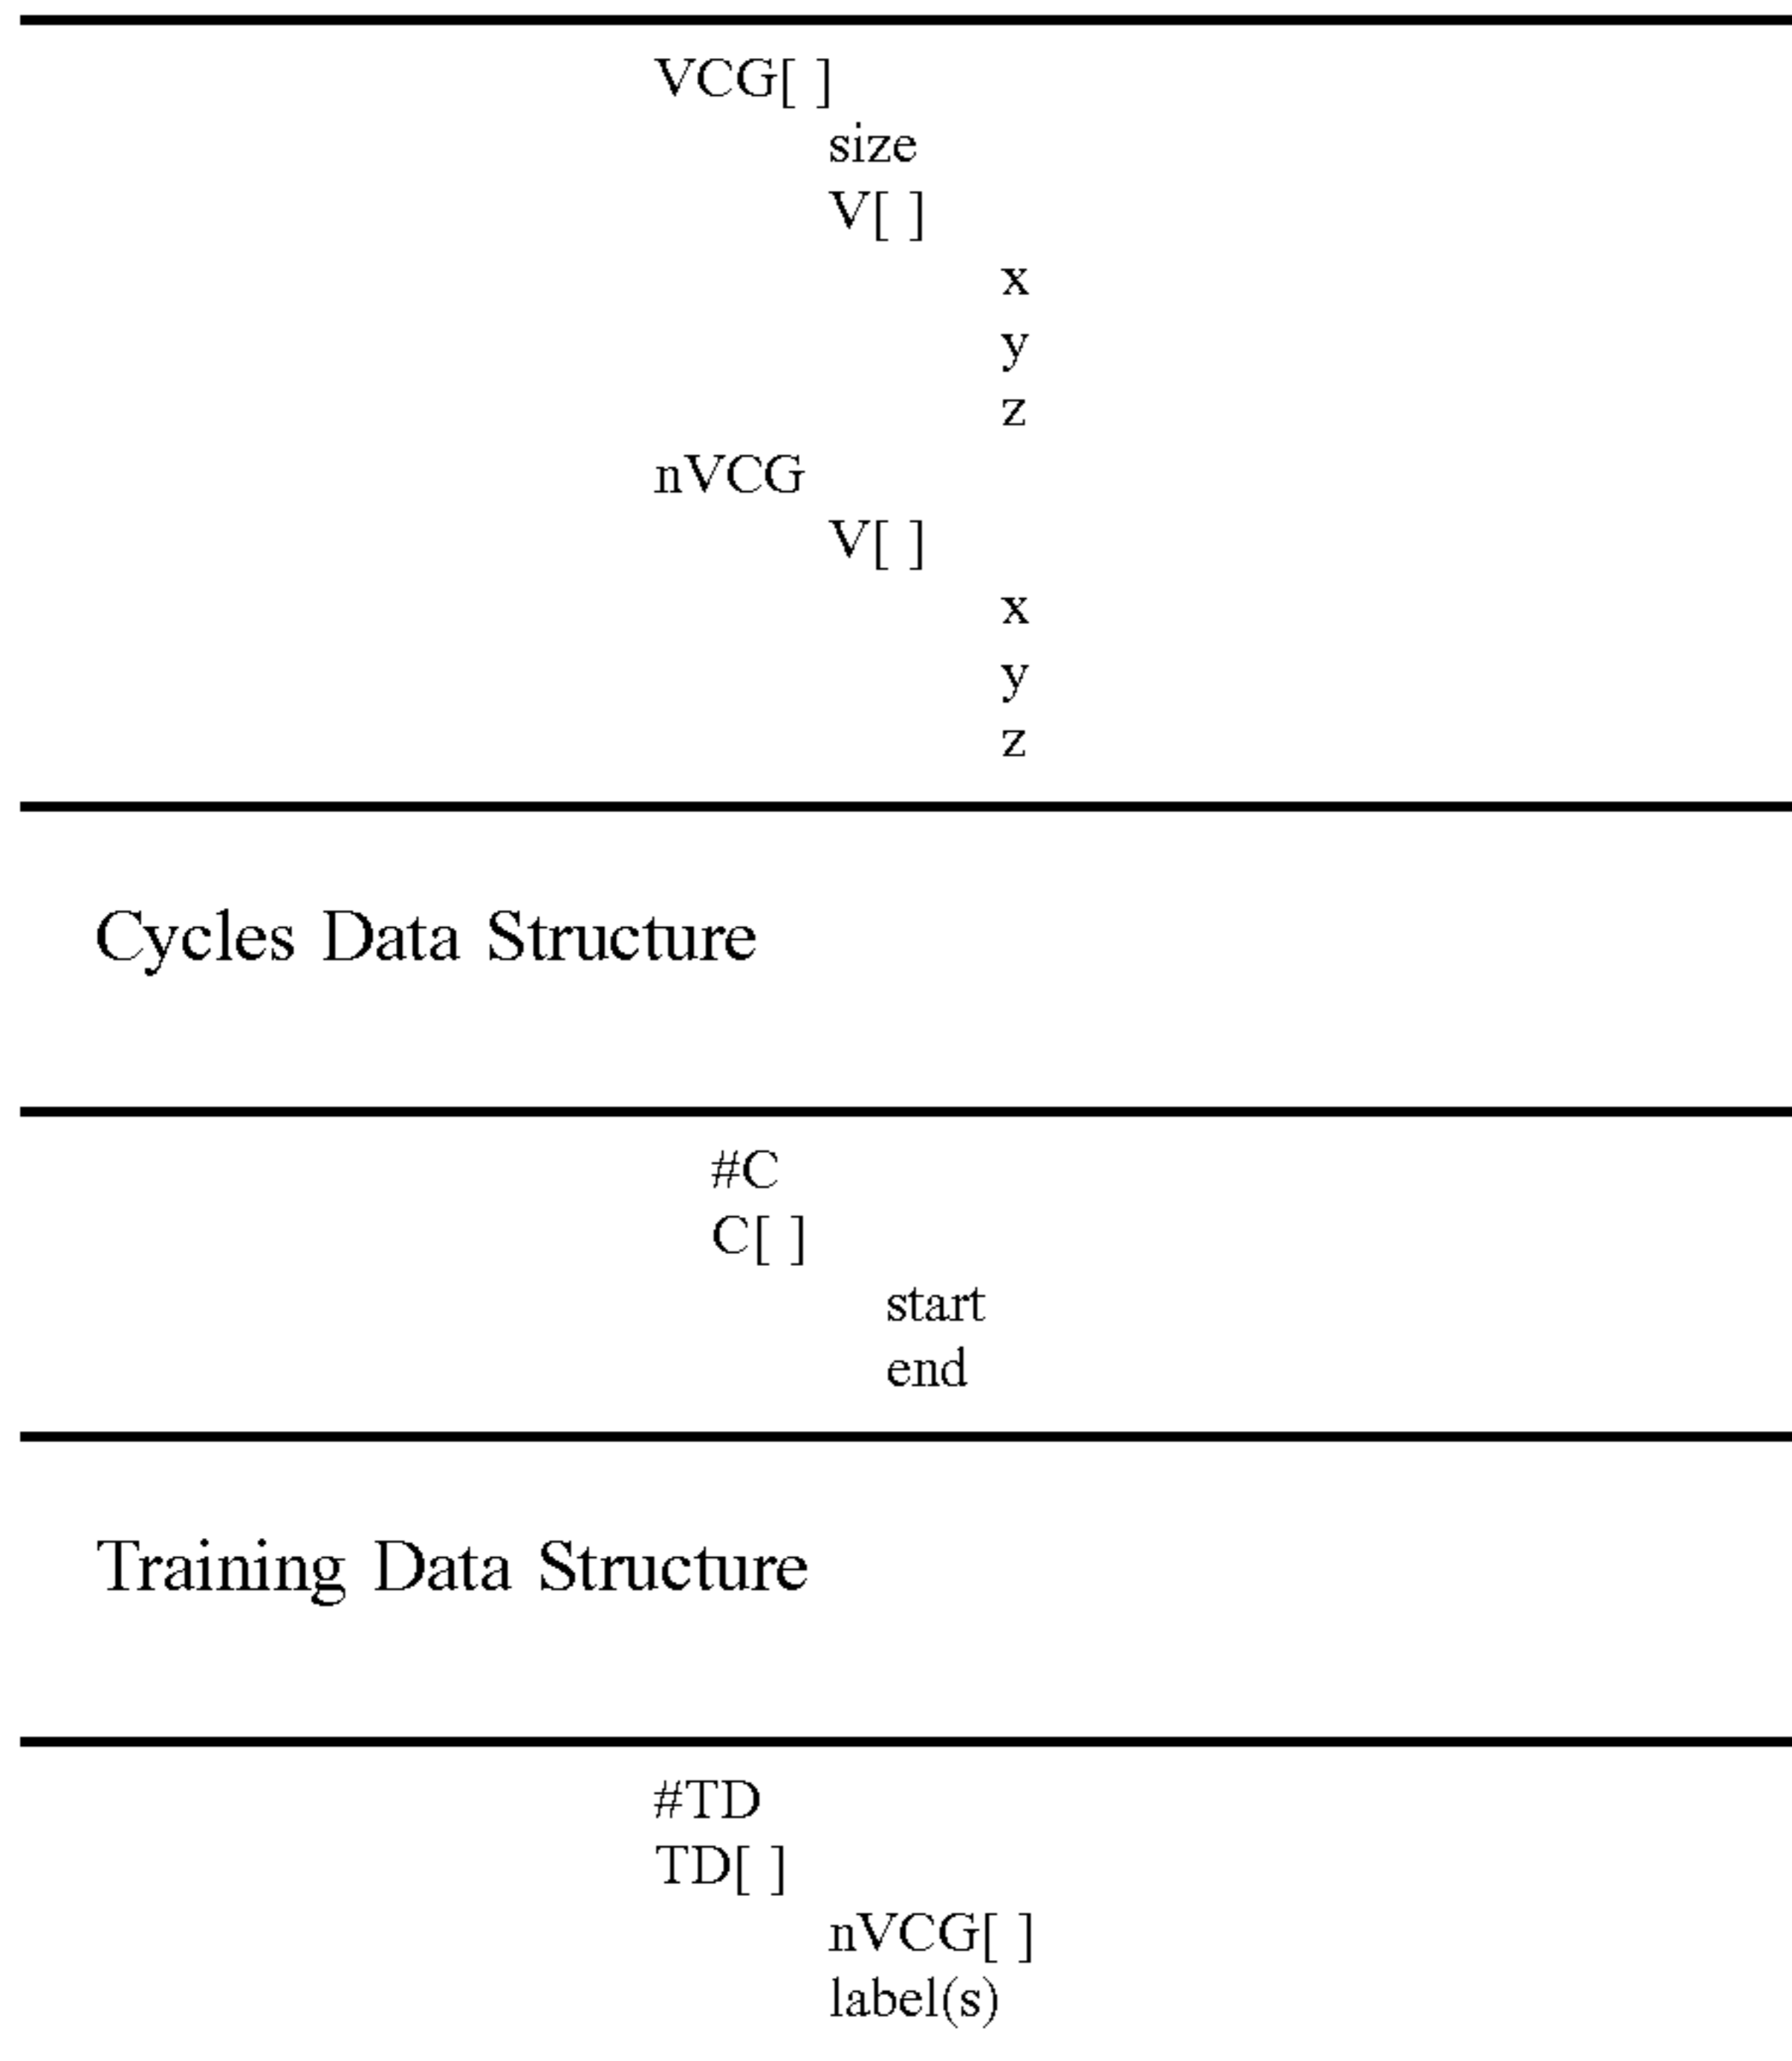 VCG[ ]
size
V[ ]
x
y
z
nVCG
V[ ]
x
y
z
Cycles Data Structure
#C
C[ ]
start
end
Training Data Structure
#TD
TD[ ]
nVCG[ ]
label(s)